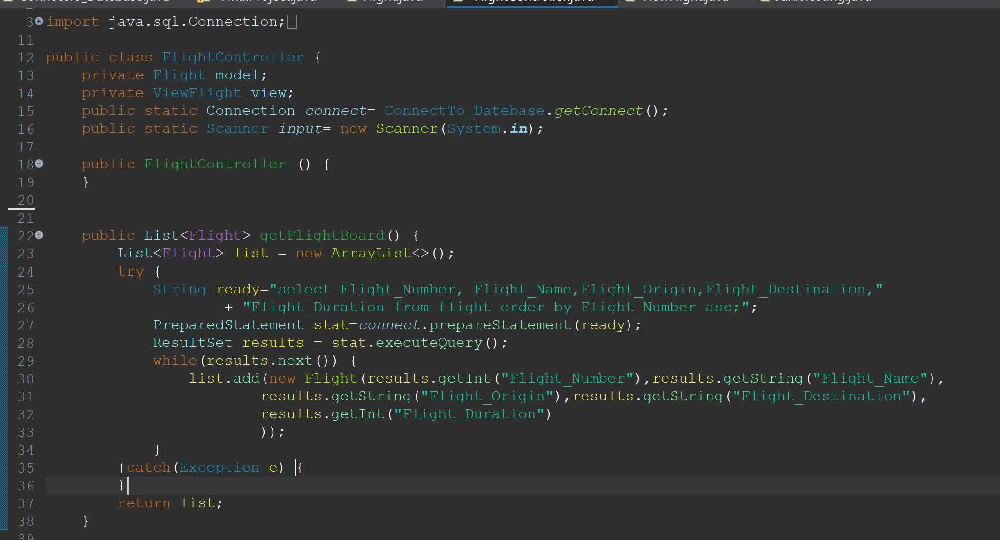 3 import java.sql.Connection;
11
12 public class FlightController {
13 private Flight model;
14 private ViewFlight view;
15 public static Connection connect= ConnectTo_Datebase.getConnect();
16 public static Scanner input= new Scanner(System.in);
17
18 public FlightController () {
19 }
20
21
22 public List<Flight> getFlightBoard() {
23 List<Flight> list = new ArrayList<>();
24 try {
25 String ready="select Flight_Number, Flight_Name,Flight_Origin,Flight_Destination,"
26 + "Flight_Duration from flight order by Flight_Number asc;";
27 PreparedStatement stat=connect.prepareStatement(ready);
28 ResultSet results = stat.executeQuery();
29 while(results.next()) {
30 list.add(new Flight(results.getInt("Flight_Number"),results.getString("Flight_Name"),
31 results.getString("Flight_Origin"),results.getString("Flight_Destination"),
32 results.getInt("Flight_Duration")
33 ));
34 }
35 }catch(Exception e) {
36 }
37 return list;
38 }
39